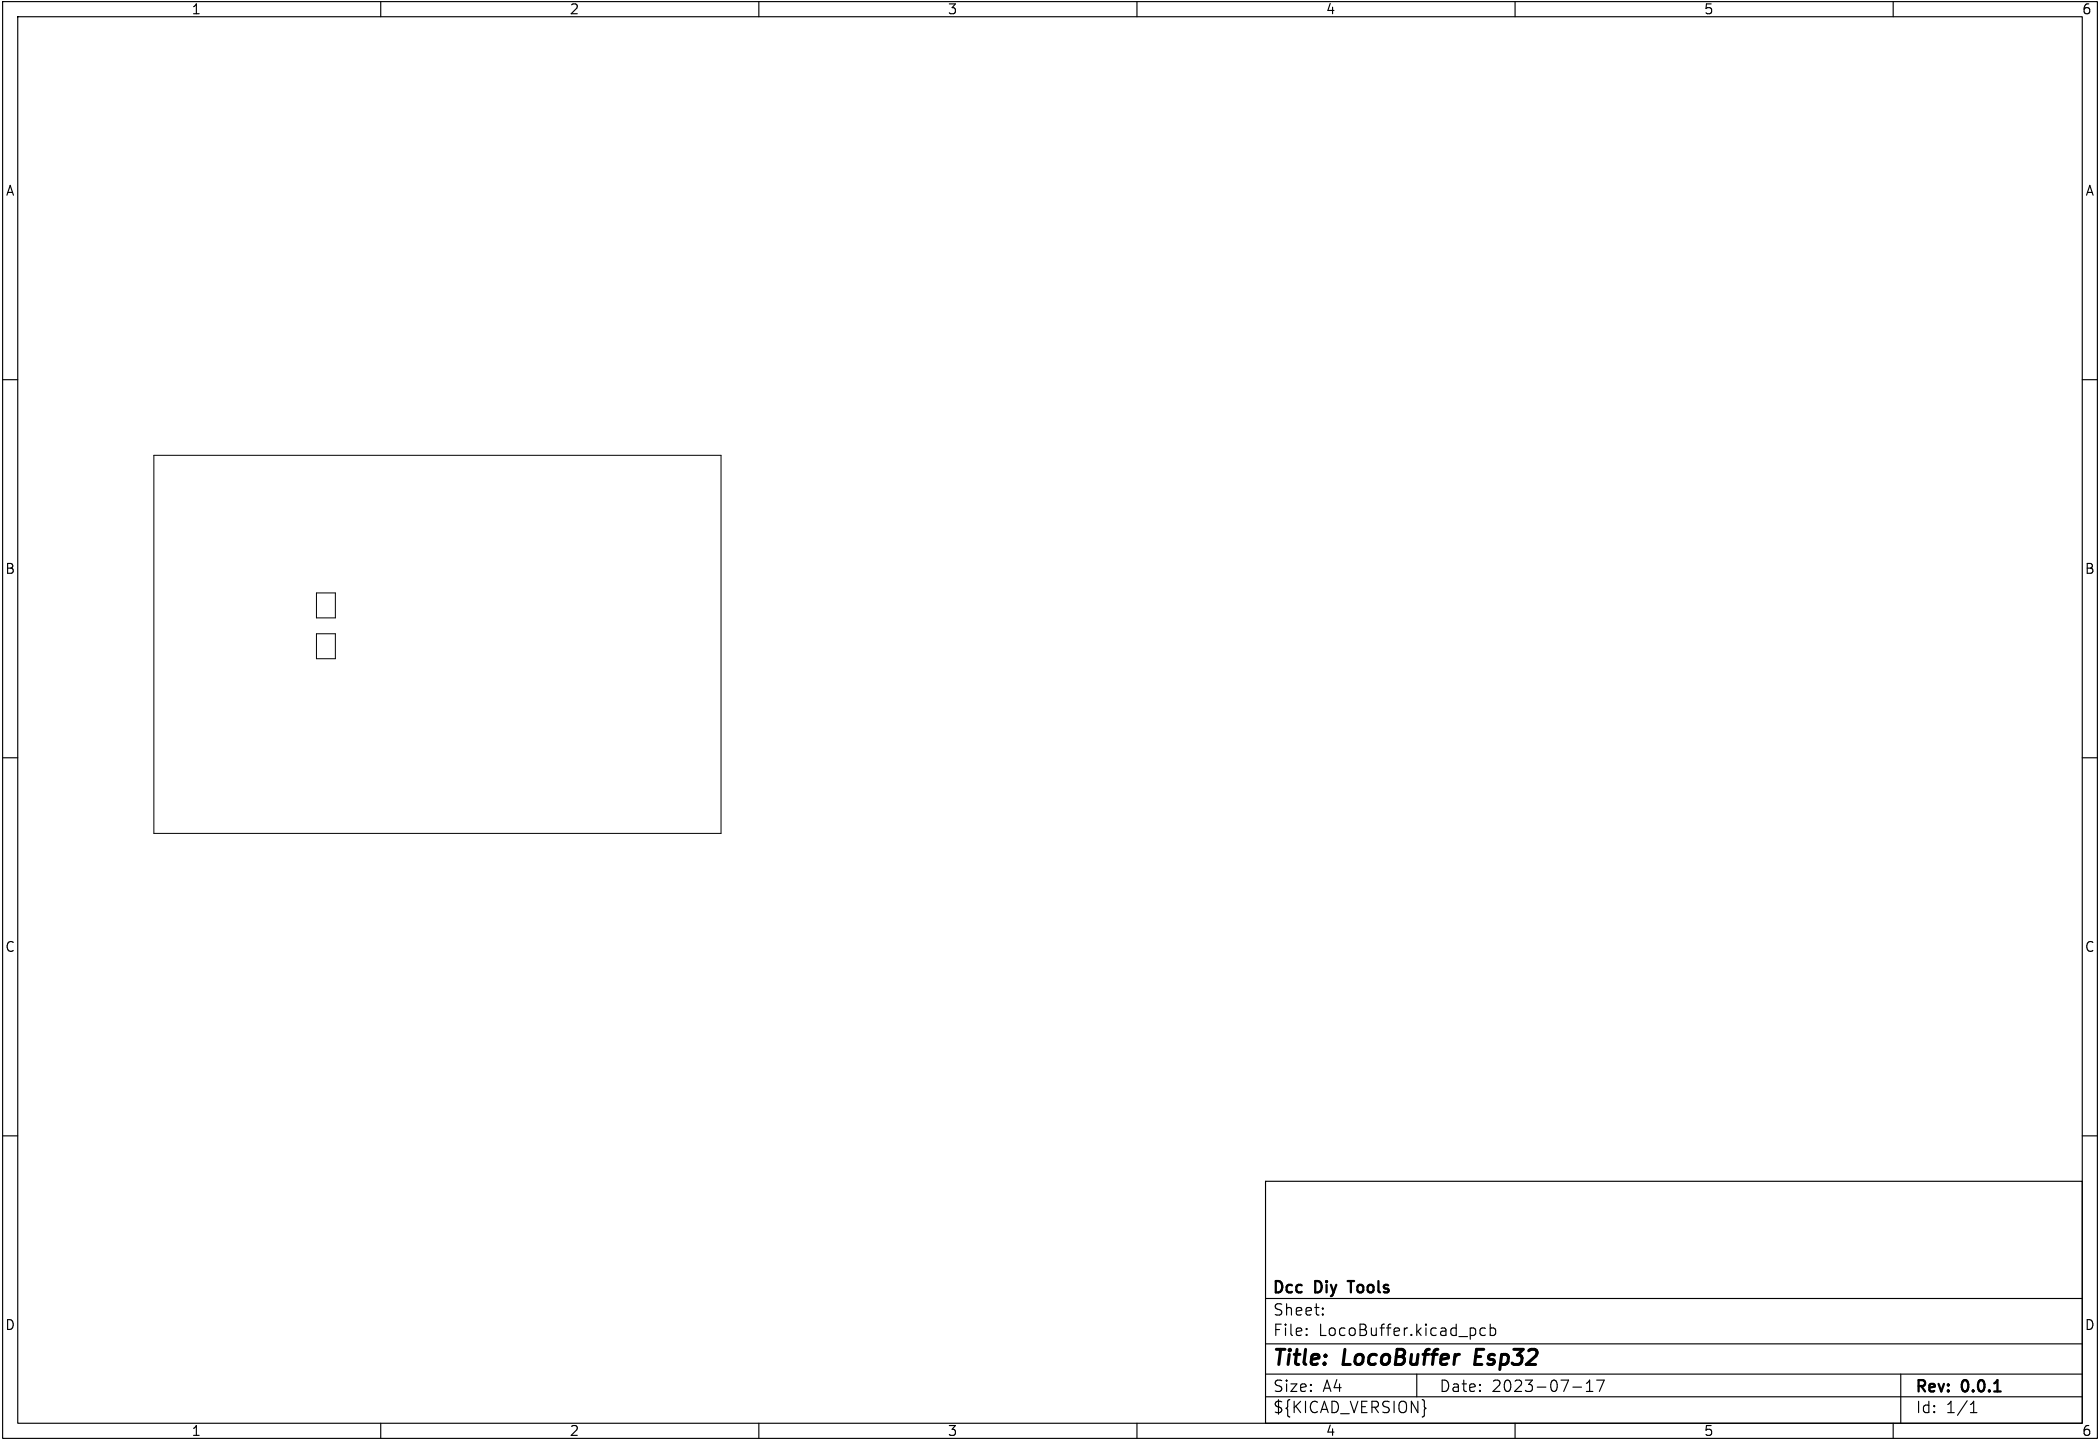 1 2 3 4 5 6
A A
B B
C C
Dcc Diy Tools
Sheet:
D File: LocoBuffer.kicad_pcb D
Title: LocoBuffer Esp32
Size: A4 Date: 2023-07-17 Rev: 0.0.1
${KICAD_VERSION} Id: 1/1
1 2 3 4 5 6